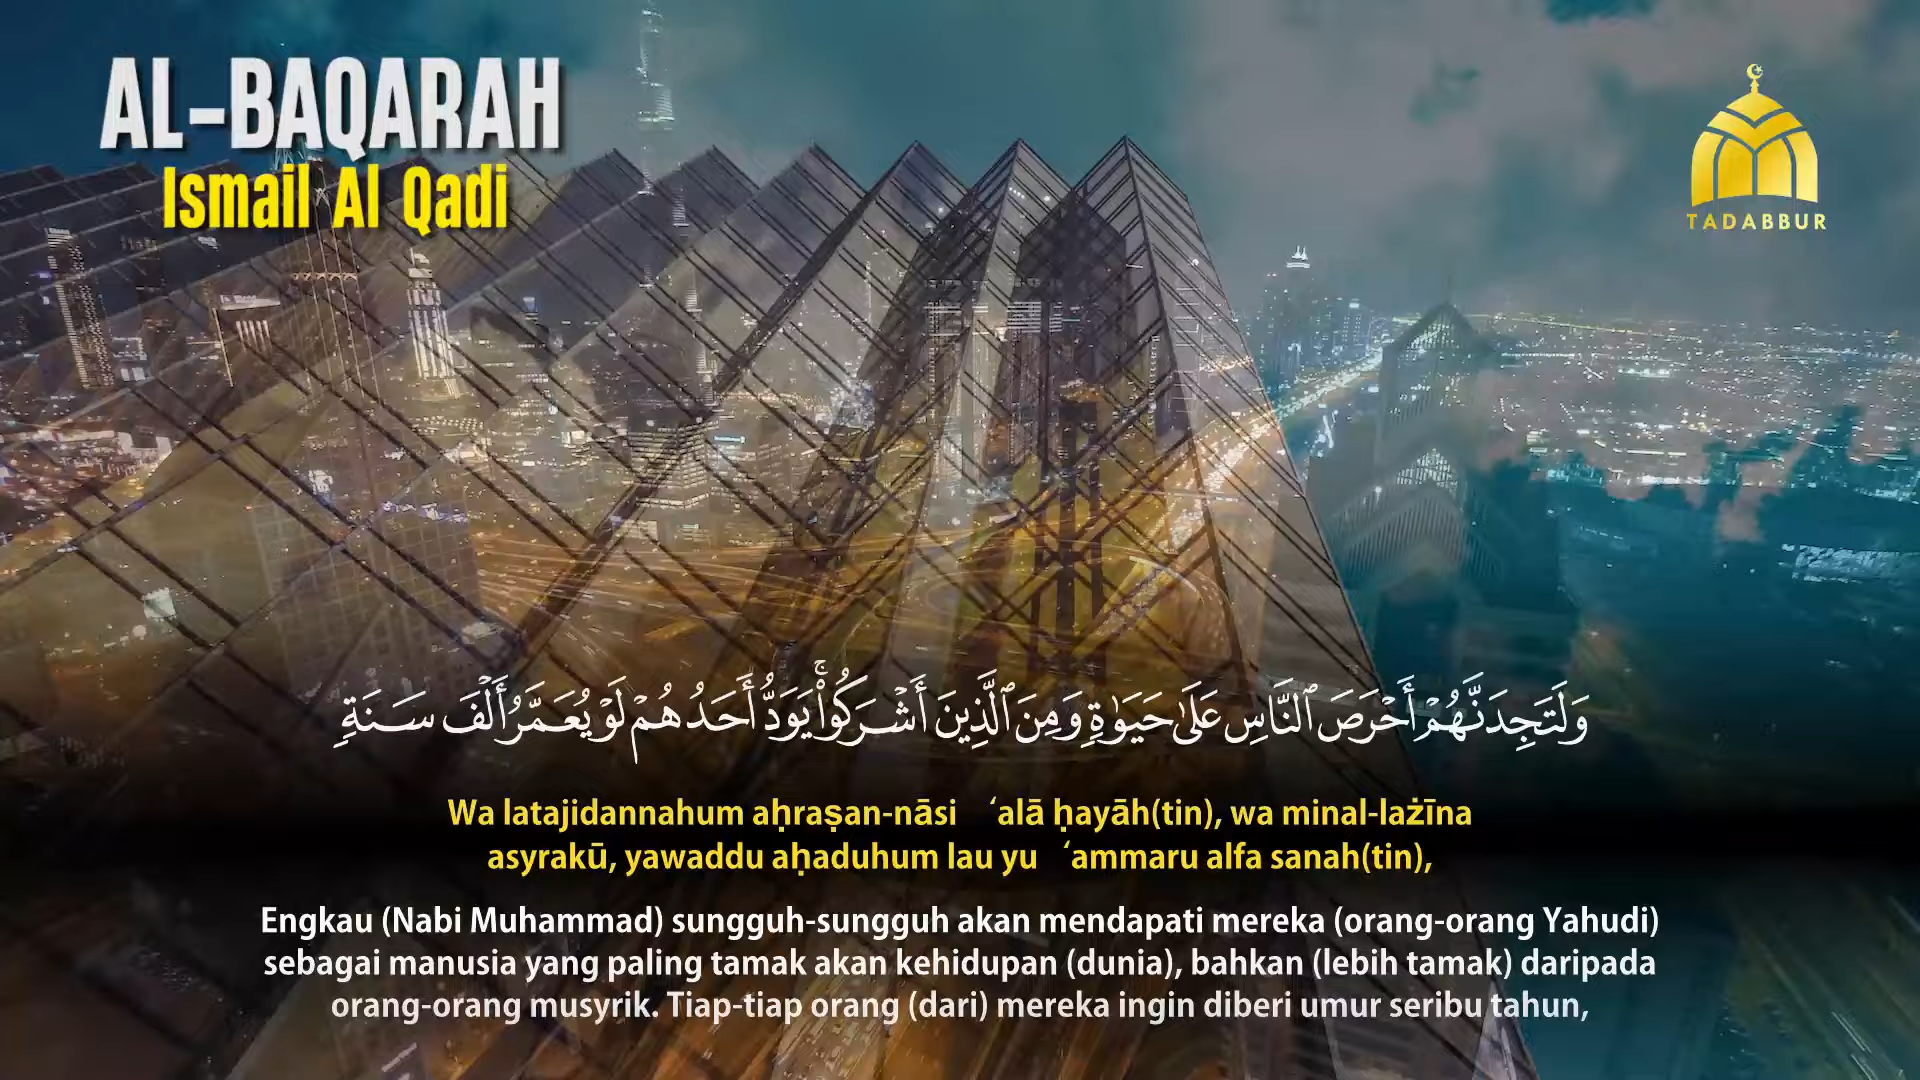 AL-BAQARAH
Ismail Al Qadi
TADABBUR
وَلَتَجِدَنَّهُمْ أَحْرَصَ ٱلنَّاسِ عَلَىٰ حَيَوٰةٍ وَمِنَ ٱلَّذِينَ أَشْرَكُوا۟ ۚ يَوَدُّ أَحَدُهُمْ لَوْ يُعَمَّرُ أَلْفَ سَنَةٍ
Wa latajidannahum aḥraṣan-nāsi ‘alā ḥayāh(tin), wa minal-lażīna
asyrakū, yawaddu aḥaduhum lau yu ‘ammaru alfa sanah(tin),
Engkau (Nabi Muhammad) sungguh-sungguh akan mendapati mereka (orang-orang Yahudi)
sebagai manusia yang paling tamak akan kehidupan (dunia), bahkan (lebih tamak) daripada
orang-orang musyrik. Tiap-tiap orang (dari) mereka ingin diberi umur seribu tahun,